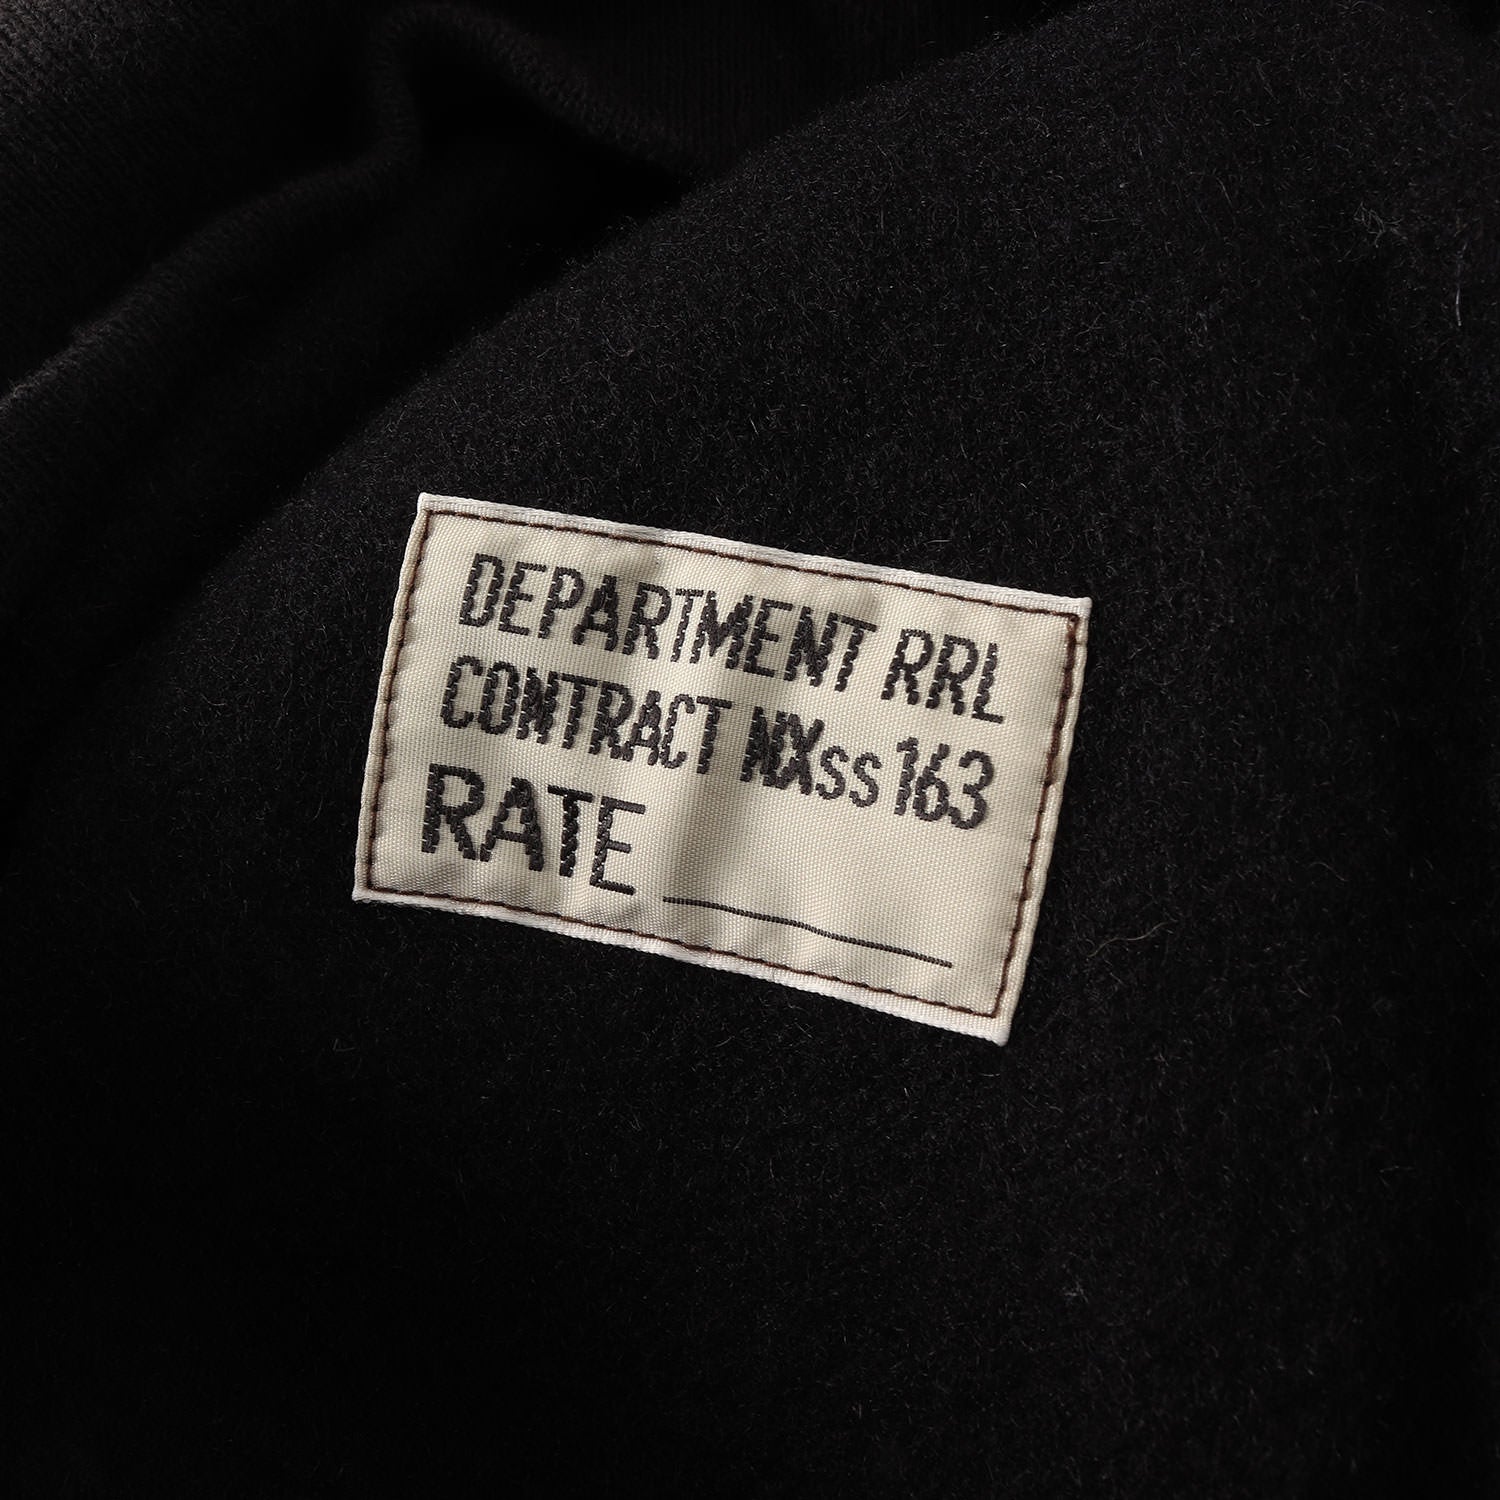 DEPARTMENT RRL
CONTRACT NXss 163
RATE